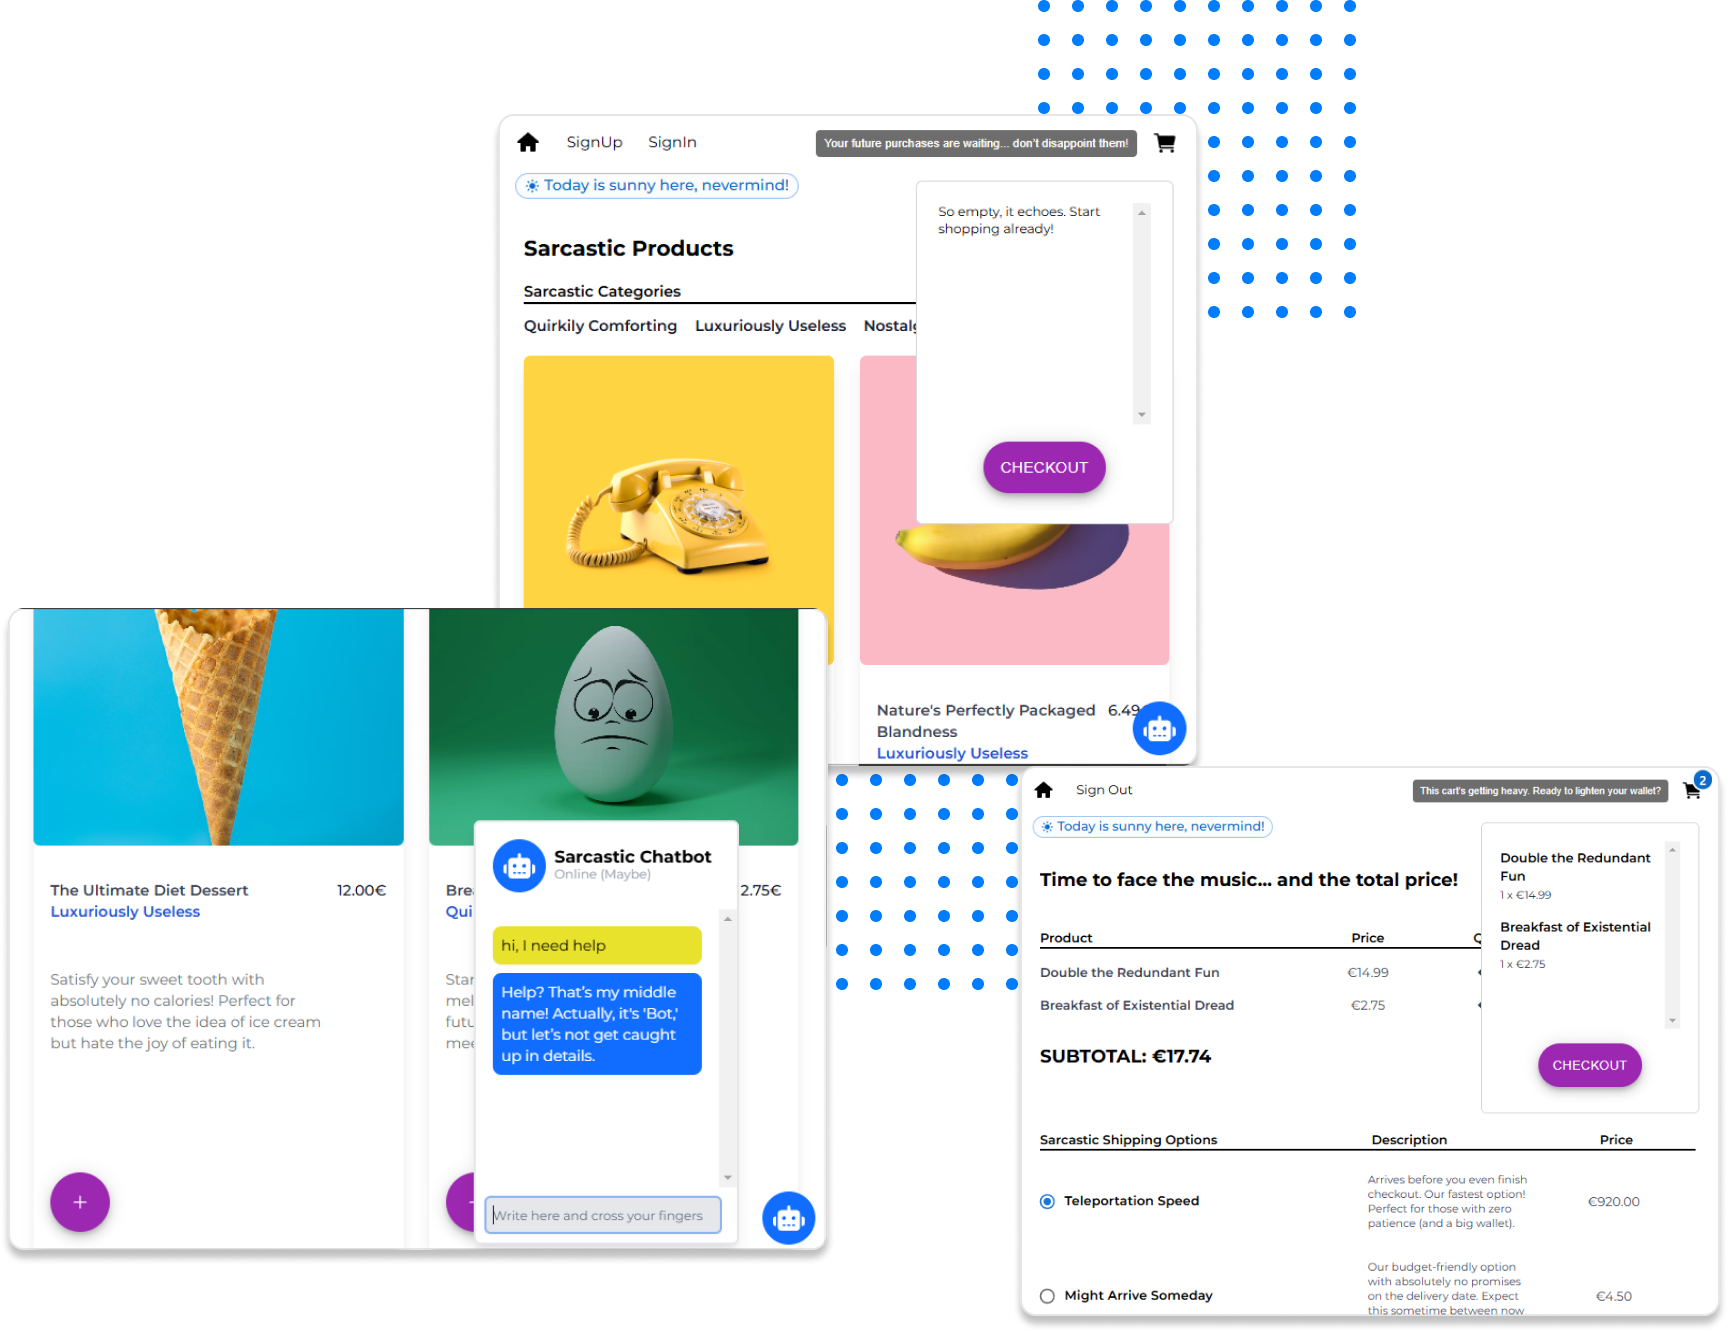 SignUp SignIn
Your future purchases are waiting... don't disappoint them!
Today is sunny here, nevermind!
So empty, it echoes. Start
shopping already!
Sarcastic Products
Sarcastic Categories
Quirkily Comforting Luxuriously Useless Nostalg
CHECKOUT
Nature's Perfectly Packaged 6.49
Blandness
Luxuriously Useless
The Ultimate Diet Dessert 12.00€
Luxuriously Useless
Satisfy your sweet tooth with
absolutely no calories! Perfect for
those who love the idea of ice cream
but hate the joy of eating it.
+
Brea
2.75€
Qui
Star
mel
futu
mee
Sarcastic Chatbot
Online (Maybe)
hi, I need help
Help? That's my middle
name! Actually, it's 'Bot,'
but let's not get caught
up in details.
Write here and cross your fingers
Sign Out
This cart's getting heavy. Ready to lighten your wallet?
2
Today is sunny here, nevermind!
Time to face the music... and the total price!
Product Price Q
Double the Redundant Fun €14.99
Breakfast of Existential Dread €2.75
SUBTOTAL: €17.74
Double the Redundant
Fun
1 x €14.99
Breakfast of Existential
Dread
1 x €2.75
CHECKOUT
Sarcastic Shipping Options Description Price
Teleportation Speed
Arrives before you even finish
checkout. Our fastest option!
Perfect for those with zero
patience (and a big wallet).
€920.00
Might Arrive Someday
Our budget-friendly option
with absolutely no promises
on the delivery date. Expect
this sometime between now
€4.50